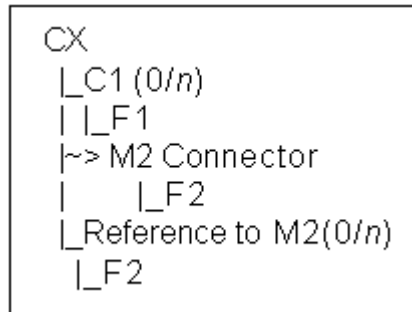 CX
|_C1 (0/n)
| |_F1
|~> M2 Connector
| |_F2
|_Reference to M2(0/n)
|_F2